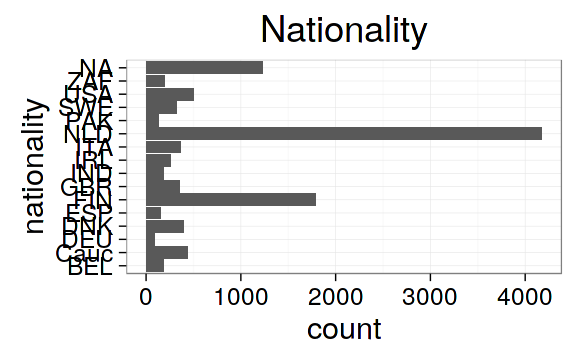 Nationality
nationality
NA
ZAF
USA
SWE
PAK
NLD
ITA
IRL
IND
GBR
FIN
ESP
DNK
DEU
Cauc
BEL
0 1000 2000 3000 4000
count